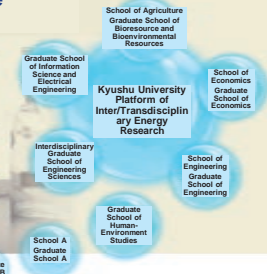 School of Agriculture
Graduate School of
Bioresource and
Bioenvironmental
Resources
Graduate School
of Information
Science and
Electrical
Engineering
School of
Economics
Graduate
School of
Economics
Kyushu University
Platform of
Inter/Transdisciplin
ary Energy
Research
Interdisciplinary
Graduate
School of
Engineering
Sciences
School of
Engineering
Graduate
School of
Engineering
Graduate
School of
Human-
Environment
Studies
School A
Graduate
School A